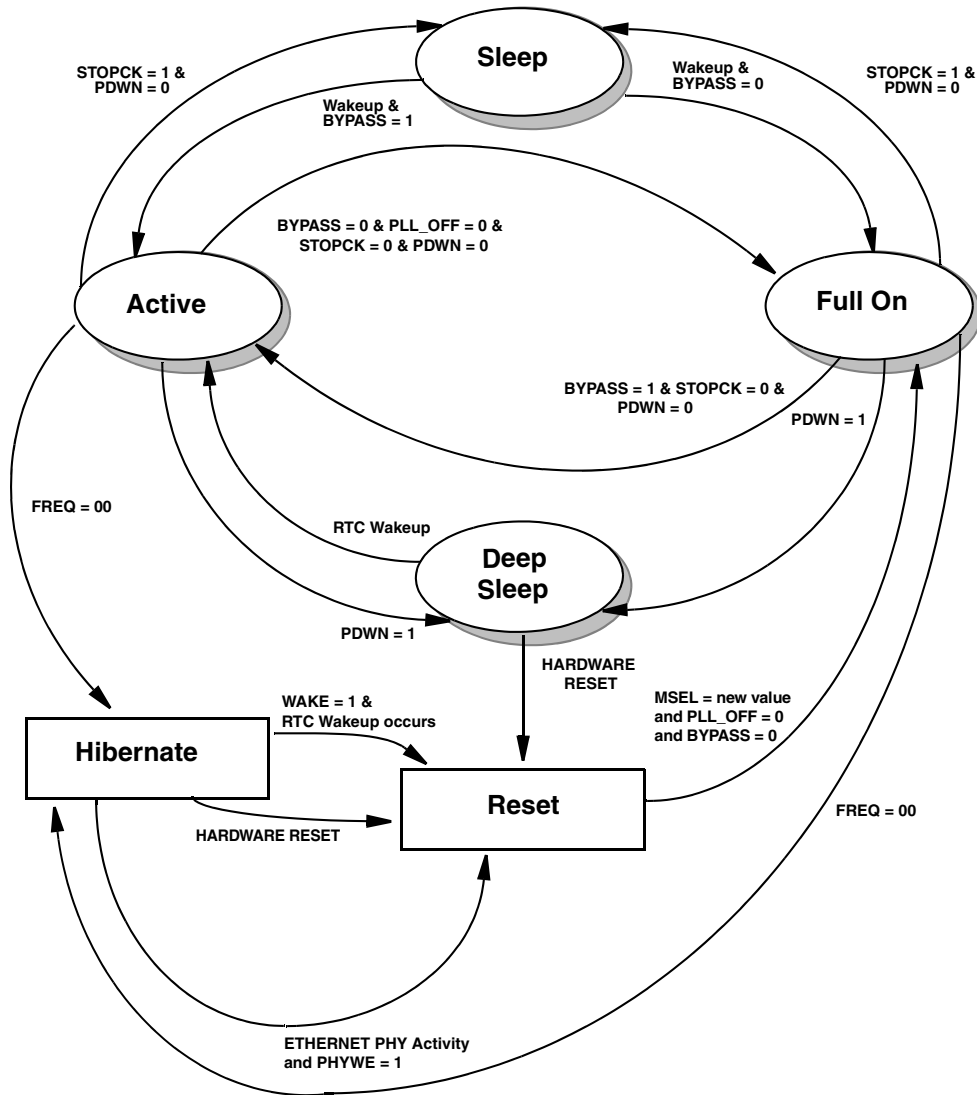 Sleep
STOPCK = 1 &
PDWN = 0
Wakeup &
BYPASS = 1
Wakeup &
BYPASS = 0
STOPCK = 1 &
PDWN = 0
BYPASS = 0 & PLL_OFF = 0 &
STOPCK = 0 & PDWN = 0
Active
Full On
BYPASS = 1 & STOPCK = 0 &
PDWN = 0
PDWN = 1
FREQ = 00
RTC Wakeup
Deep
Sleep
PDWN = 1
HARDWARE
RESET
WAKE = 1 &
RTC Wakeup occurs
MSEL = new value
and PLL_OFF = 0
and BYPASS = 0
Hibernate
Reset
HARDWARE RESET
FREQ = 00
ETHERNET PHY Activity
and PHYWE = 1